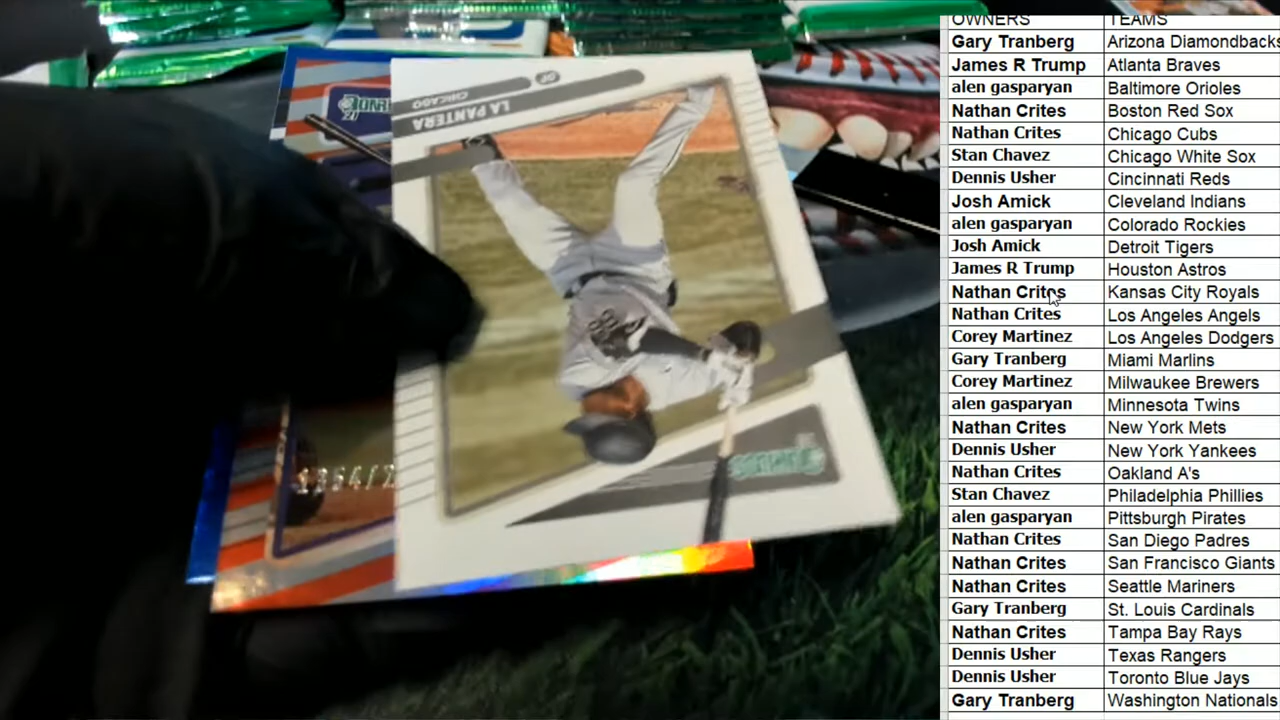 OWNERS TEAMS
Gary Tranberg Arizona Diamondbacks
James R Trump Atlanta Braves
alen gasparyan Baltimore Orioles
Nathan Crites Boston Red Sox
Nathan Crites Chicago Cubs
Stan Chavez Chicago White Sox
Dennis Usher Cincinnati Reds
Josh Amick Cleveland Indians
alen gasparyan Colorado Rockies
Josh Amick Detroit Tigers
James R Trump Houston Astros
Nathan Crites Kansas City Royals
Nathan Crites Los Angeles Angels
Corey Martinez Los Angeles Dodgers
Gary Tranberg Miami Marlins
Corey Martinez Milwaukee Brewers
alen gasparyan Minnesota Twins
Nathan Crites New York Mets
Dennis Usher New York Yankees
Nathan Crites Oakland A's
Stan Chavez Philadelphia Phillies
alen gasparyan Pittsburgh Pirates
Nathan Crites San Diego Padres
Nathan Crites San Francisco Giants
Nathan Crites Seattle Mariners
Gary Tranberg St. Louis Cardinals
Nathan Crites Tampa Bay Rays
Dennis Usher Texas Rangers
Dennis Usher Toronto Blue Jays
Gary Tranberg Washington Nationals
LA PANTERA
CHICAGO
OF